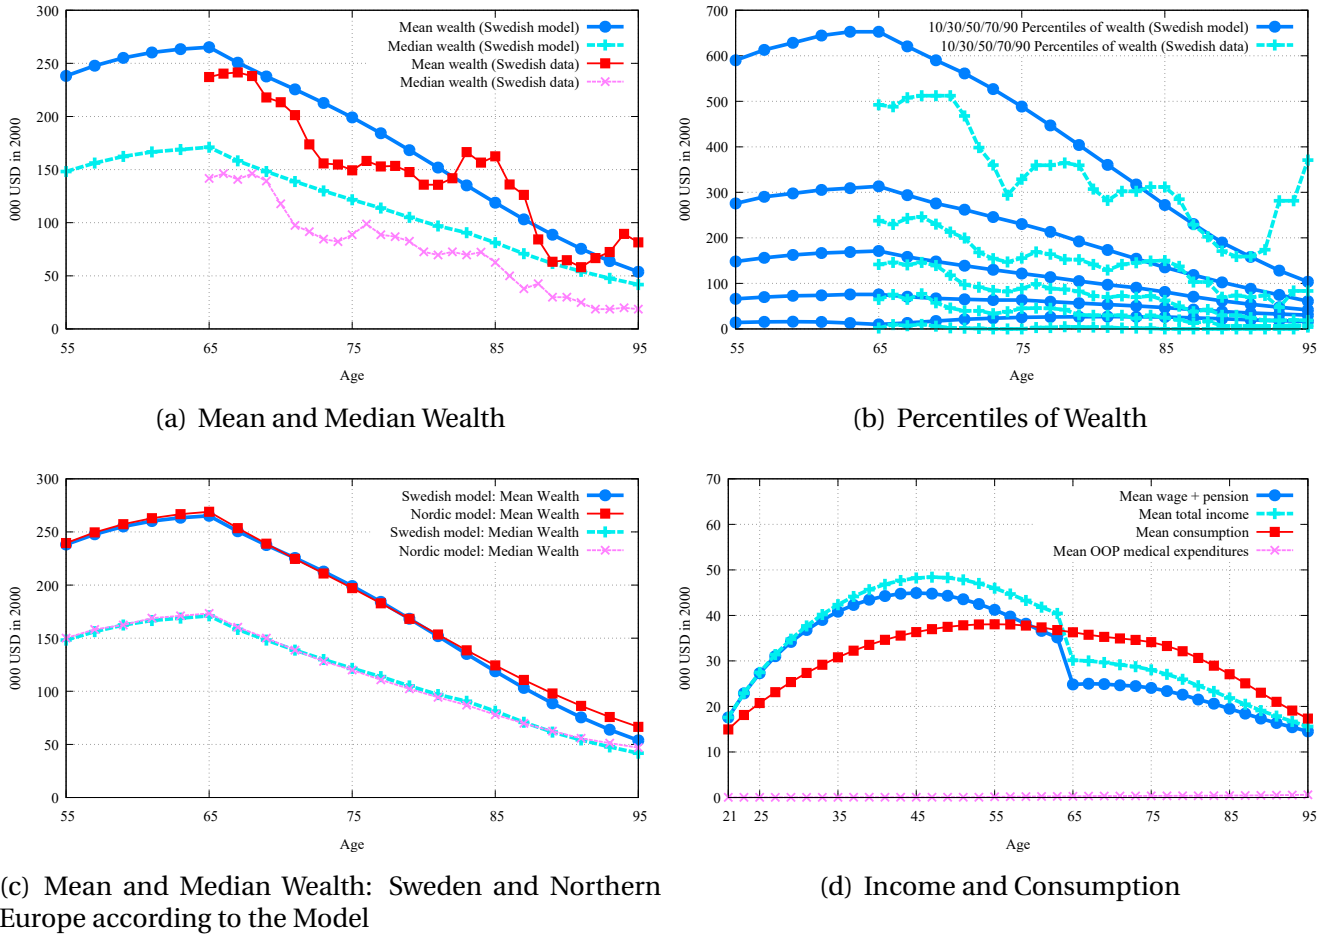 300
250
200
150
100
50
0
55
65
75
85
95
000 USD in 2000
Age
Mean wealth (Swedish model)
Median wealth (Swedish model)
Mean wealth (Swedish data)
Median wealth (Swedish data)
(a) Mean and Median Wealth
700
600
500
400
300
200
100
0
55
65
75
85
95
000 USD in 2000
Age
10/30/50/70/90 Percentiles of wealth (Swedish model)
10/30/50/70/90 Percentiles of wealth (Swedish data)
(b) Percentiles of Wealth
300
250
200
150
100
50
0
55
65
75
85
95
000 USD in 2000
Age
Swedish model: Mean Wealth
Nordic model: Mean Wealth
Swedish model: Median Wealth
Nordic model: Median Wealth
(c) Mean and Median Wealth: Sweden and Northern
Europe according to the Model
70
60
50
40
30
20
10
0
21
25
35
45
55
65
75
85
95
000 USD in 2000
Age
Mean wage + pension
Mean total income
Mean consumption
Mean OOP medical expenditures
(d) Income and Consumption